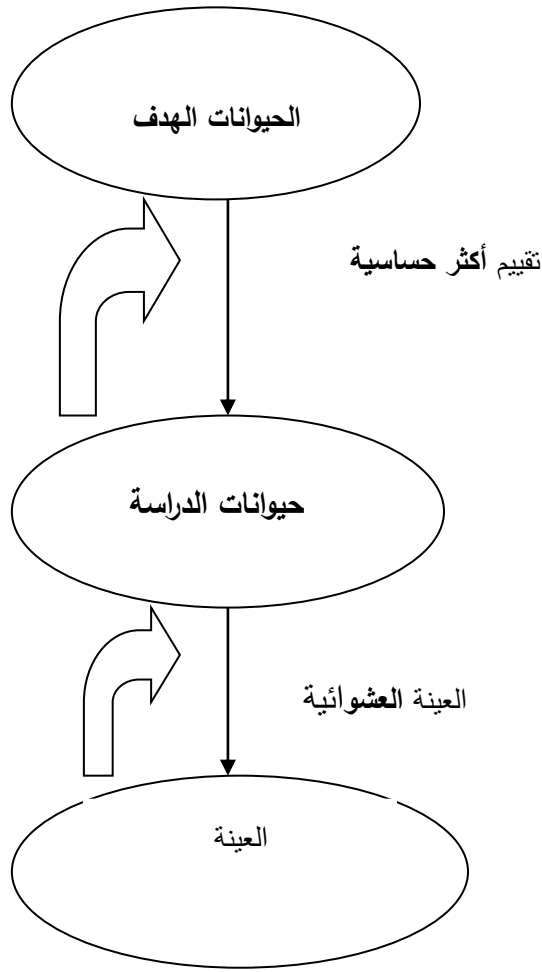 الحيوانات الهدف
تقييم أكثر حساسية
حيوانات الدراسة
العينة العشوائية
العينة